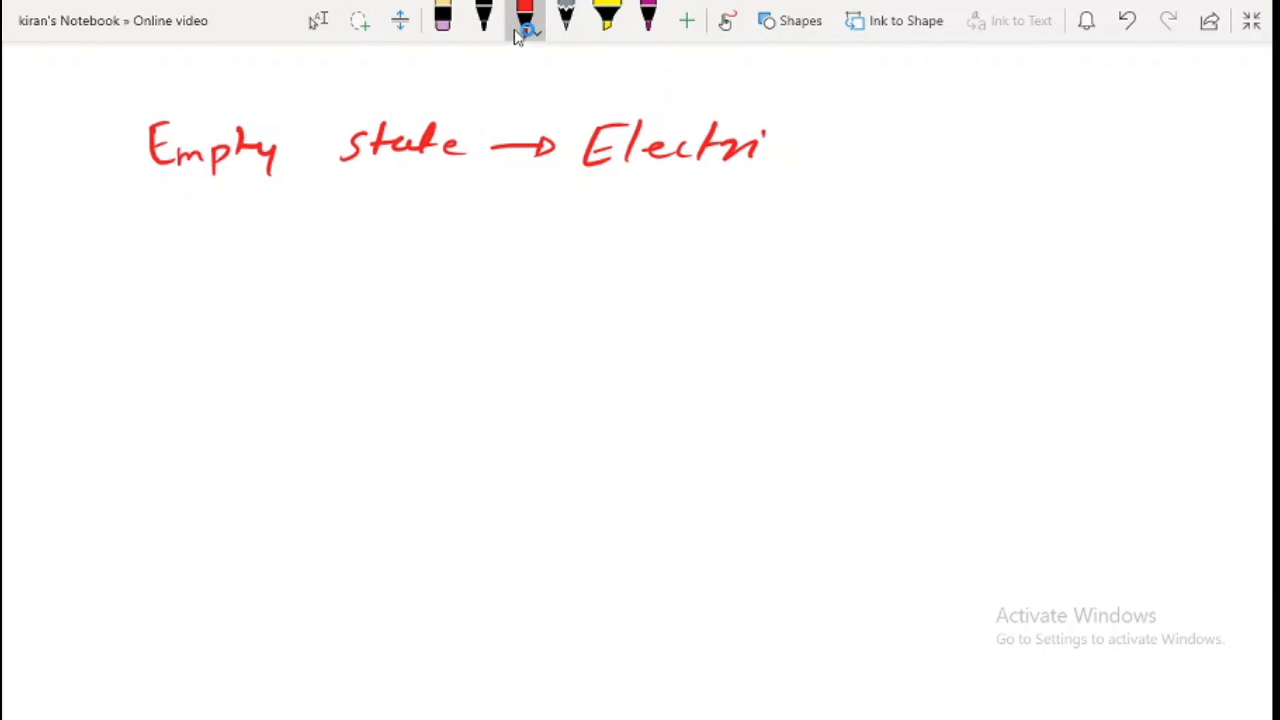 kiran's Notebook » Online video
Shapes
Ink to Shape
Ink to Text
Empty state → Electri
Activate Windows
Go to Settings to activate Windows.